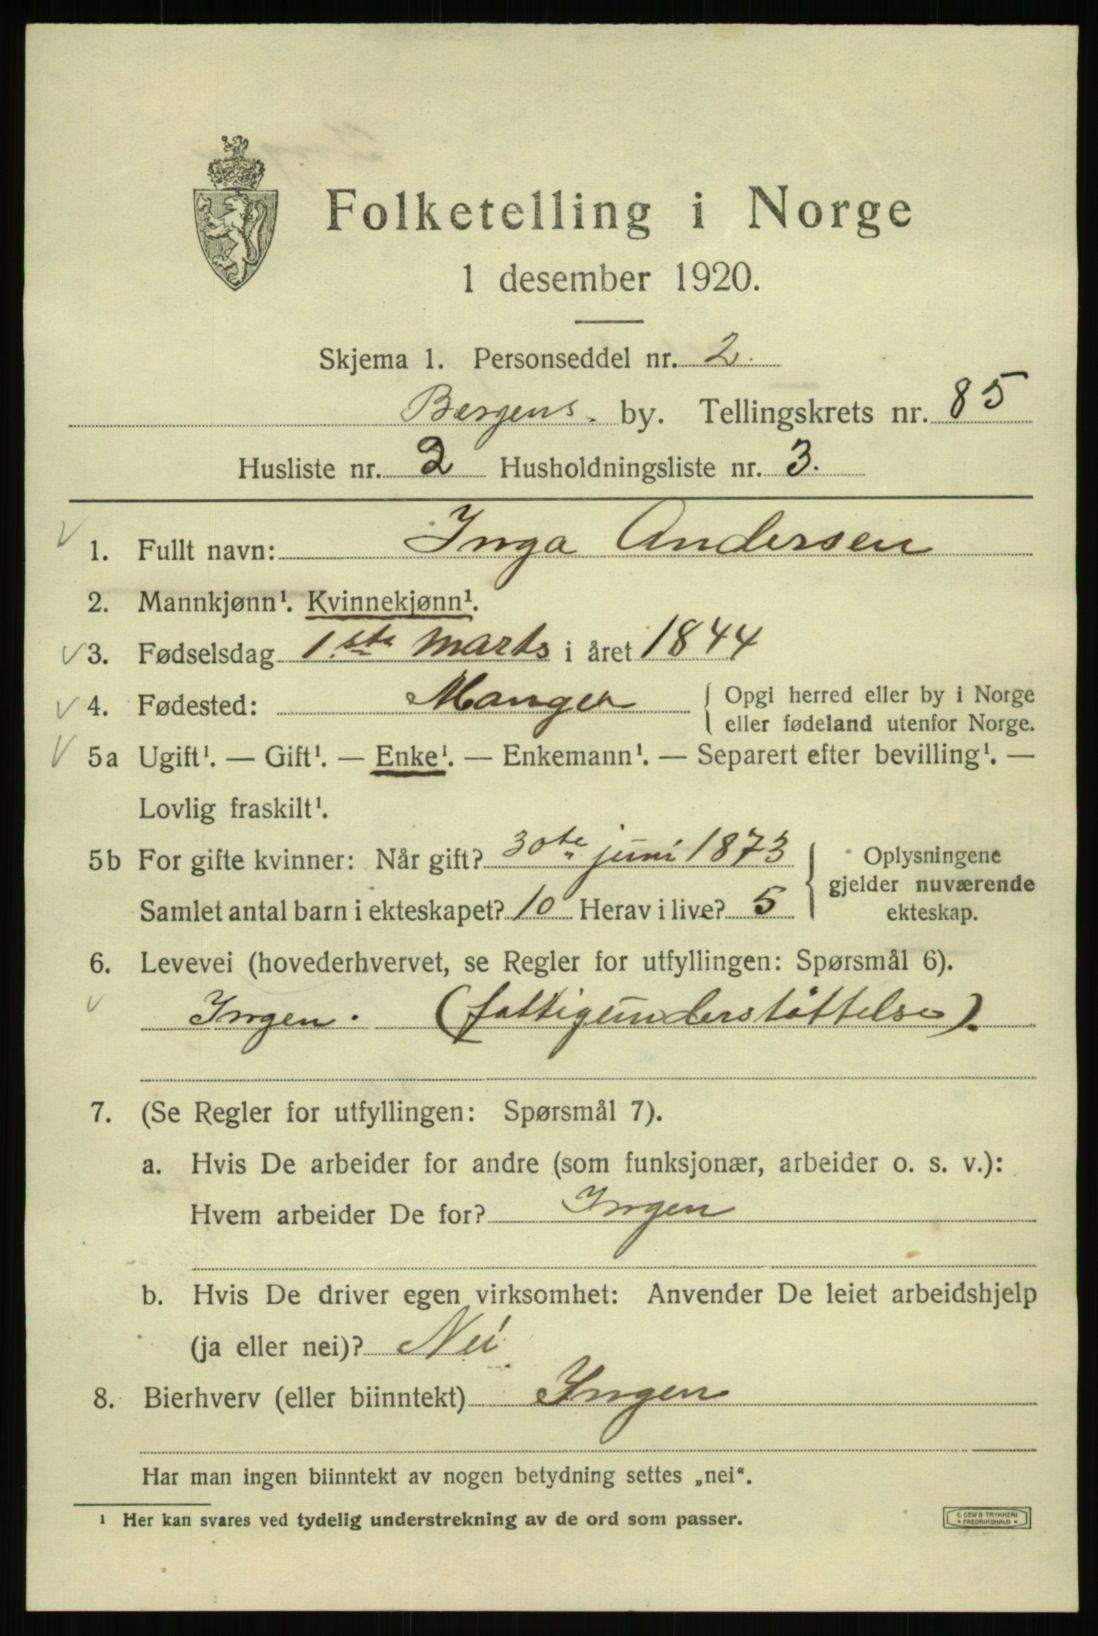 Folketelling i Norge
1 desember 1920.
Skjema 1. Personseddel nr. 2.
Bergens. by. Tellingskrets nr. 85
Husliste nr. 2 Husholdningsliste nr. 3.
1. Fullt navn: Inga Andersen
2. Mannkjønn¹. Kvinnekjønn¹.
3. Fødselsdag 1.ste Marts i året 1844
4. Fødested: Manger { Opgi herred eller by i Norge
eller fødeland utenfor Norge.
5a Ugift¹. — Gift¹. — Enke¹. — Enkemann¹. — Separert efter bevilling¹. —
Lovlig fraskilt¹.
5b For gifte kvinner: Når gift? 30te juni 1873
Samlet antal barn i ekteskapet? 10 Herav i live? 5
} Oplysningene
gjelder nuværende
ekteskap.
6. Levevei (hovederhvervet, se Regler for utfyllingen: Spørsmål 6).
Ingen. (fattigunderstøttelse).
7. (Se Regler for utfyllingen: Spørsmål 7).
a. Hvis De arbeider for andre (som funksjonær, arbeider o. s. v.):
Hvem arbeider De for? Ingen
b. Hvis De driver egen virksomhet: Anvender De leiet arbeidshjelp
(ja eller nei)? Nei
8. Bierhverv (eller biinntekt) Ingen
Har man ingen biinntekt av nogen betydning settes „nei“.
¹ Her kan svares ved tydelig understrekning av de ord som passer.
E. SEM'S TRYKKERI
• FREDRIKSHALD •